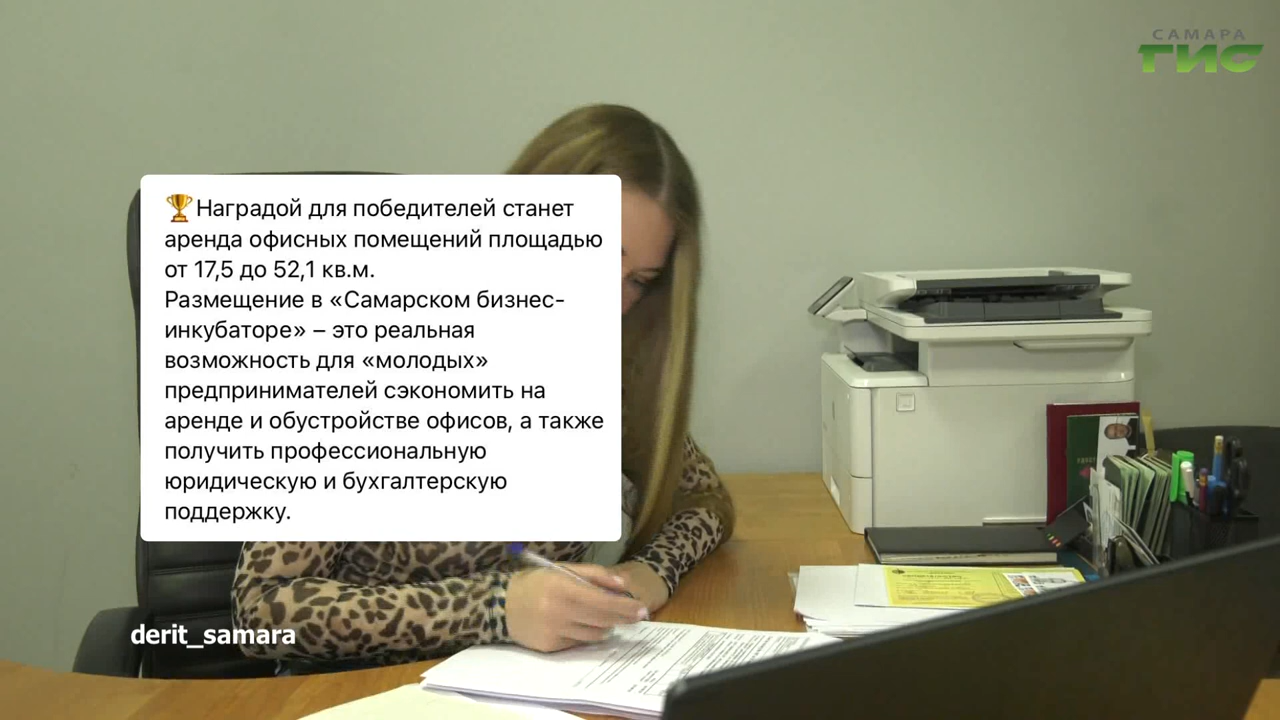 САМАРА
ГИС
🏆Наградой для победителей станет
аренда офисных помещений площадью
от 17,5 до 52,1 кв.м.
Размещение в «Самарском бизнес-
инкубаторе» – это реальная
возможность для «молодых»
предпринимателей сэкономить на
аренде и обустройстве офисов, а также
получить профессиональную
юридическую и бухгалтерскую
поддержку.
derit_samara